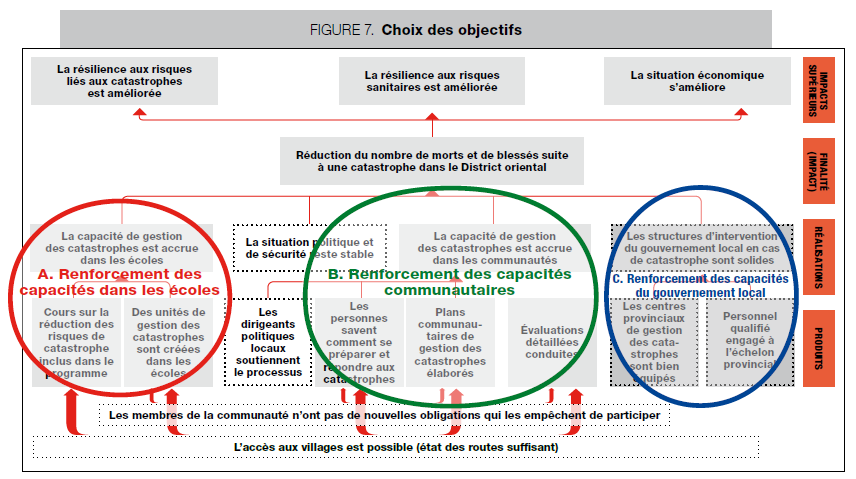 FIGURE 7. Choix des objectifs
La résilience aux risques
liés aux catastrophes
est améliorée
La résilience aux risques
sanitaires est améliorée
La situation économique
s'améliore
IMPACTS
SUPÉRIEURS
Réduction du nombre de morts et de blessés suite
à une catastrophe dans le District oriental
FINALITÉ
(IMPACT)
La capacité de gestion
des catastrophes est accrue
dans les écoles
La situation politique et
de sécurité reste stable
La capacité de gestion
des catastrophes est accrue
dans les communautés
Les structures d'intervention
du gouvernement local en cas
de catastrophe sont solides
RÉALISATIONS
A. Renforcement des
capacités dans les écoles
B. Renforcement des capacités
communautaires
C. Renforcement des capacités
du gouvernement local
Cours sur la
réduction des
risques de
catastrophe
inclus dans le
programme
Des unités de
gestion des
catastrophes
sont créées
dans les
écoles
Les
dirigeants
politiques
locaux
soutiennent
le processus
Les
personnes
savent
comment se
préparer et
répondre aux
catastrophes
Plans
communau-
taires de
gestion des
catastrophes
élaborés
Évaluations
détaillées
conduites
Les centres
provinciaux
de gestion
des cata-
strophes
sont bien
équipés
Personnel
qualifié
engagé à
l'échelon
provincial
PRODUITS
Les membres de la communauté n'ont pas de nouvelles obligations qui les empêchent de participer
L'accès aux villages est possible (état des routes suffisant)